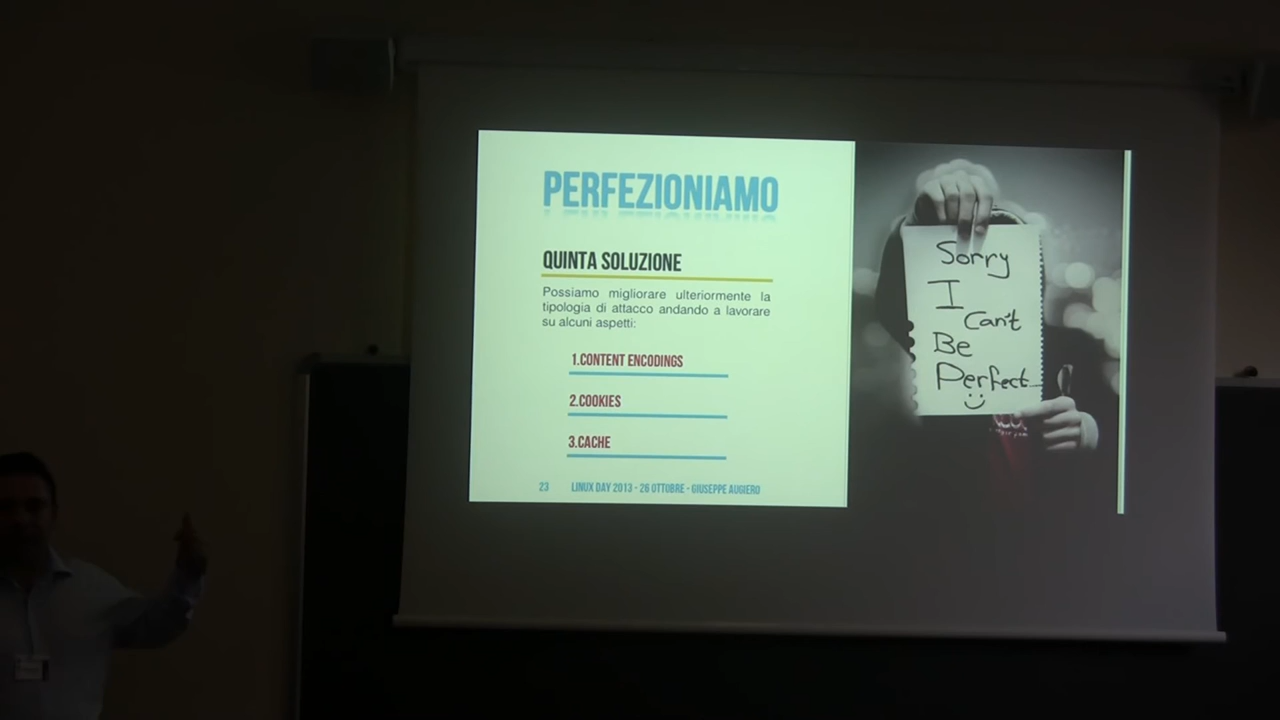 PERFEZIONIAMO
QUINTA SOLUZIONE
Possiamo migliorare ulteriormente la
tipologia di attacco andando a lavorare
su alcuni aspetti:
1.CONTENT ENCODINGS
2.COOKIES
3.CACHE
23 LINUX DAY 2013 - 26 OTTOBRE - GIUSEPPE AUGIERO
Sorry
I
Can't
Be
Perfect...